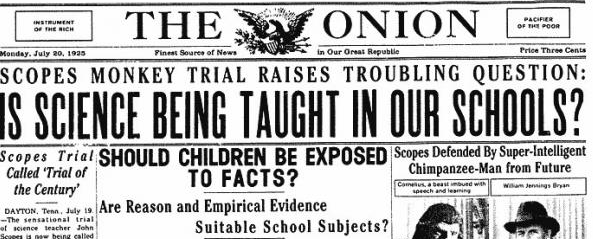 INSTRUMENT
OF THE RICH
THE ONION
PACIFIER
OF THE POOR
Monday, July 20, 1925
Finest Source of News
in Our Great Republic
Price Three Cents
SCOPES MONKEY TRIAL RAISES TROUBLING QUESTION:
IS SCIENCE BEING TAUGHT IN OUR SCHOOLS?
Scopes Trial
Called 'Trial of
the Century'
DAYTON, Tenn., July 19.
—The sensational trial
of science teacher John
Scopes is now being called
SHOULD CHILDREN BE EXPOSED
TO FACTS?
Are Reason and Empirical Evidence
Suitable School Subjects?
Scopes Defended By Super-Intelligent
Chimpanzee-Man from Future
Cornelius, a beast imbued with
speech and learning
William Jennings Bryan